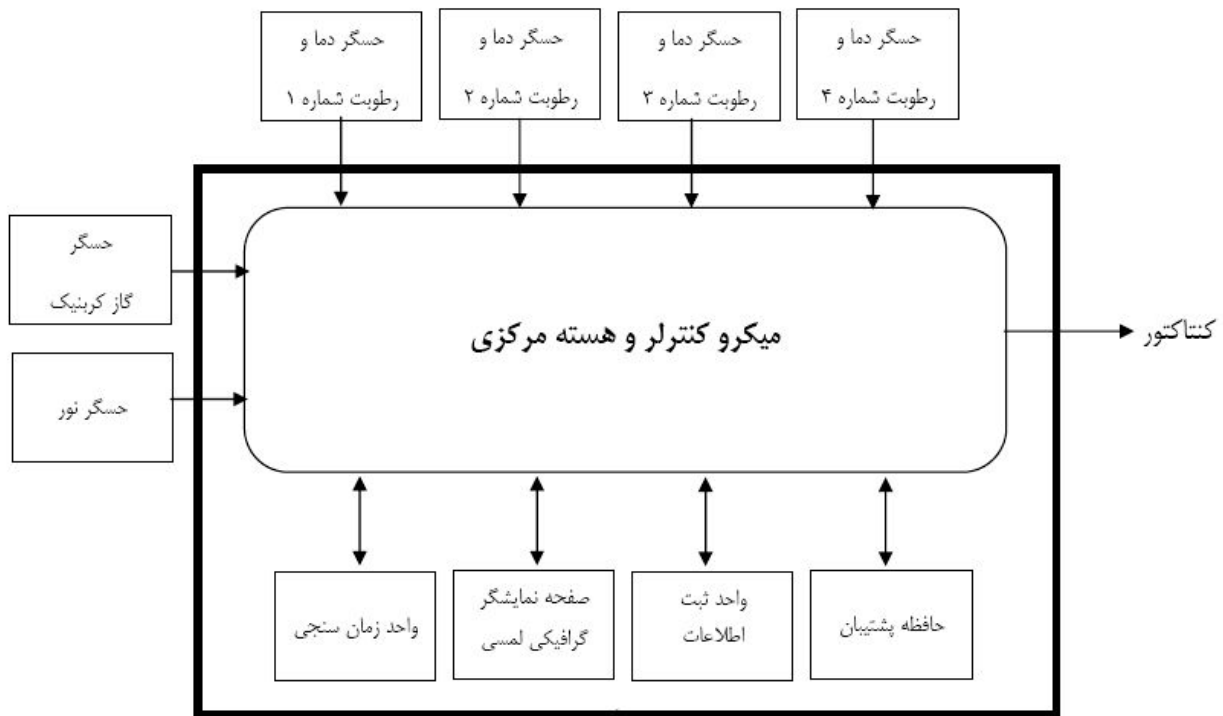 حسگر دما و
رطوبت شماره ۱
حسگر دما و
رطوبت شماره ۲
حسگر دما و
رطوبت شماره ۳
حسگر دما و
رطوبت شماره ۴
حسگر
گاز کربنیک
حسگر نور
میکرو کنترلر و هسته مرکزی
کنتاکتور
واحد زمان سنجی
صفحه نمایشگر
گرافیکی لمسی
واحد ثبت
اطلاعات
حافظه پشتیبان